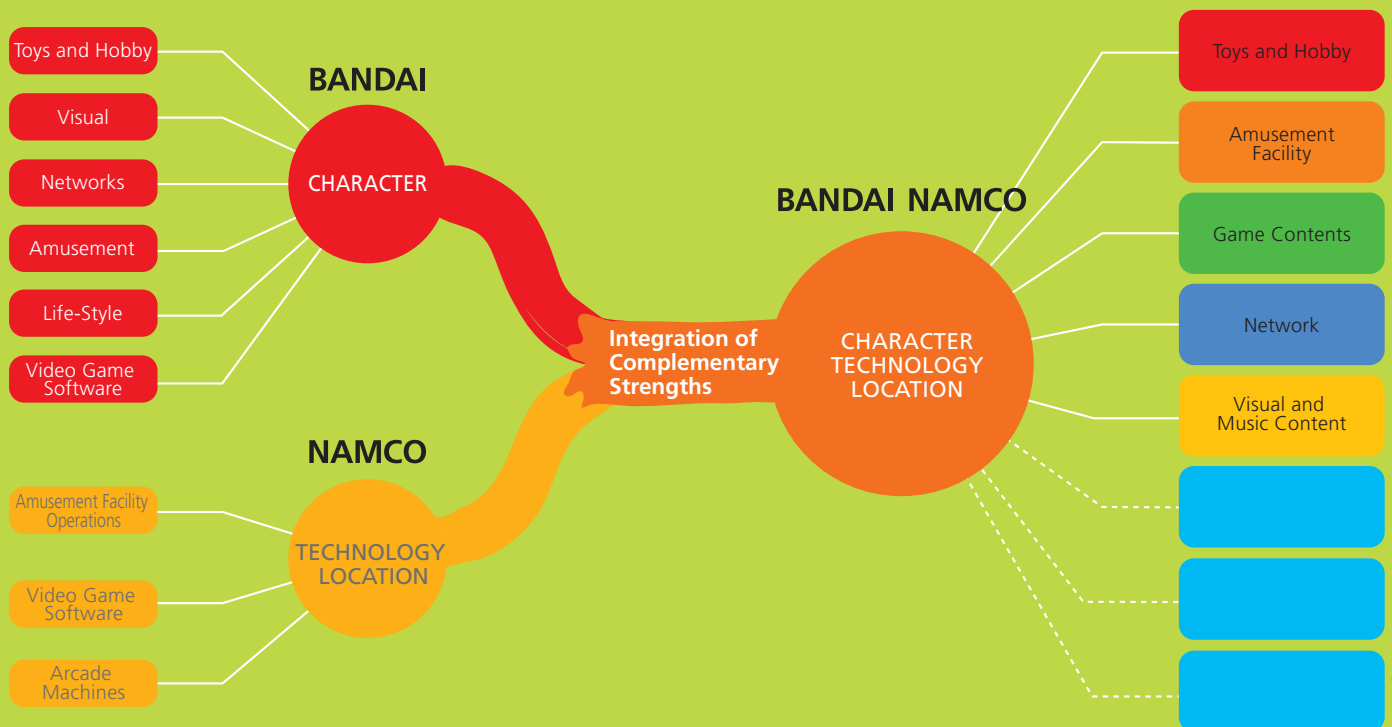 BANDAI
Toys and Hobby
Visual
Networks
Amusement
Life-Style
Video Game
Software
CHARACTER
NAMCO
Amusement Facility
Operations
Video Game
Software
Arcade
Machines
TECHNOLOGY
LOCATION
Integration of
Complementary
Strengths
BANDAI NAMCO
CHARACTER
TECHNOLOGY
LOCATION
Toys and Hobby
Amusement
Facility
Game Contents
Network
Visual and
Music Content